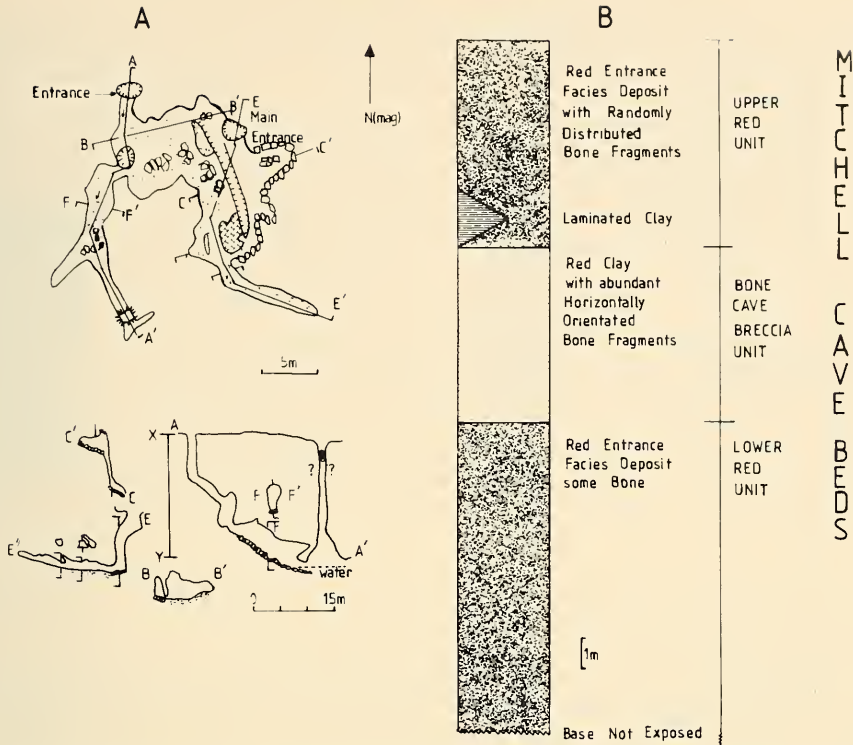 A
A
Entrance
B'
E
Main
Entrance
C'
N(mag)
B
F
F'
C
E'
A'
5m
C'
C
X
A
? ?
F F'
F
E
E'
Y
B B'
A'
water
0 15m
B
Red Entrance
Facies Deposit
with Randomly
Distributed
Bone Fragments
UPPER
RED
UNIT
Laminated Clay
Red Clay
with abundant
Horizontally
Orientated
Bone Fragments
BONE
CAVE
BRECCIA
UNIT
Red Entrance
Facies Deposit
some Bone
LOWER
RED
UNIT
1m
Base Not Exposed
MITCHELL CAVE BEDS